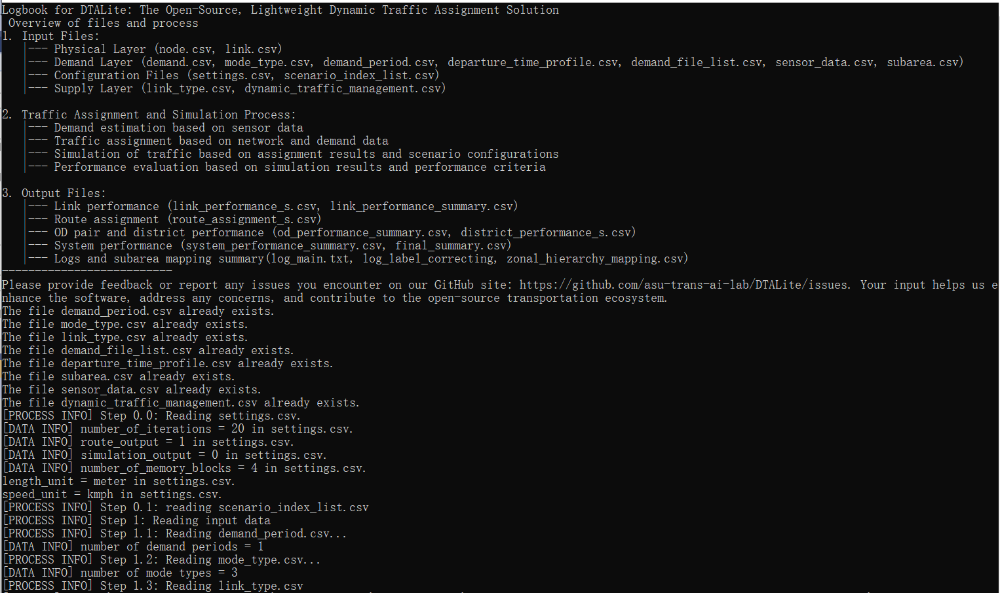 Logbook for DTALite: The Open-Source, Lightweight Dynamic Traffic Assignment Solution
Overview of files and process
1. Input Files:
|--- Physical Layer (node.csv, link.csv)
|--- Demand Layer (demand.csv, mode_type.csv, demand_period.csv, departure_time_profile.csv, demand_file_list.csv, sensor_data.csv, subarea.csv)
|--- Configuration Files (settings.csv, scenario_index_list.csv)
|--- Supply Layer (link_type.csv, dynamic_traffic_management.csv)
2. Traffic Assignment and Simulation Process:
|--- Demand estimation based on sensor data
|--- Traffic assignment based on network and demand data
|--- Simulation of traffic based on assignment results and scenario configurations
|--- Performance evaluation based on simulation results and performance criteria
3. Output Files:
|--- Link performance (link_performance_s.csv, link_performance_summary.csv)
|--- Route assignment (route_assignment_s.csv)
|--- OD pair and district performance (od_performance_summary.csv, district_performance_s.csv)
|--- System performance (system_performance_summary.csv, final_summary.csv)
|--- Logs and subarea mapping summary(log_main.txt, log_label_correcting, zonal_hierarchy_mapping.csv)
--------------------------
Please provide feedback or report any issues you encounter on our GitHub site: https://github.com/asu-trans-ai-lab/DTALite/issues. Your input helps us e
nhance the software, address any concerns, and contribute to the open-source transportation ecosystem.
The file demand_period.csv already exists.
The file mode_type.csv already exists.
The file link_type.csv already exists.
The file demand_file_list.csv already exists.
The file departure_time_profile.csv already exists.
The file subarea.csv already exists.
The file sensor_data.csv already exists.
The file dynamic_traffic_management.csv already exists.
[PROCESS INFO] Step 0.0: Reading settings.csv.
[DATA INFO] number_of_iterations = 20 in settings.csv.
[DATA INFO] route_output = 1 in settings.csv.
[DATA INFO] simulation_output = 0 in settings.csv.
[DATA INFO] number_of_memory_blocks = 4 in settings.csv.
length_unit = meter in settings.csv.
speed_unit = kmph in settings.csv.
[PROCESS INFO] Step 0.1: reading scenario_index_list.csv
[PROCESS INFO] Step 1: Reading input data
[PROCESS INFO] Step 1.1: Reading demand_period.csv...
[DATA INFO] number of demand periods = 1
[PROCESS INFO] Step 1.2: Reading mode_type.csv...
[DATA INFO] number of mode types = 3
[PROCESS INFO] Step 1.3: Reading link_type.csv